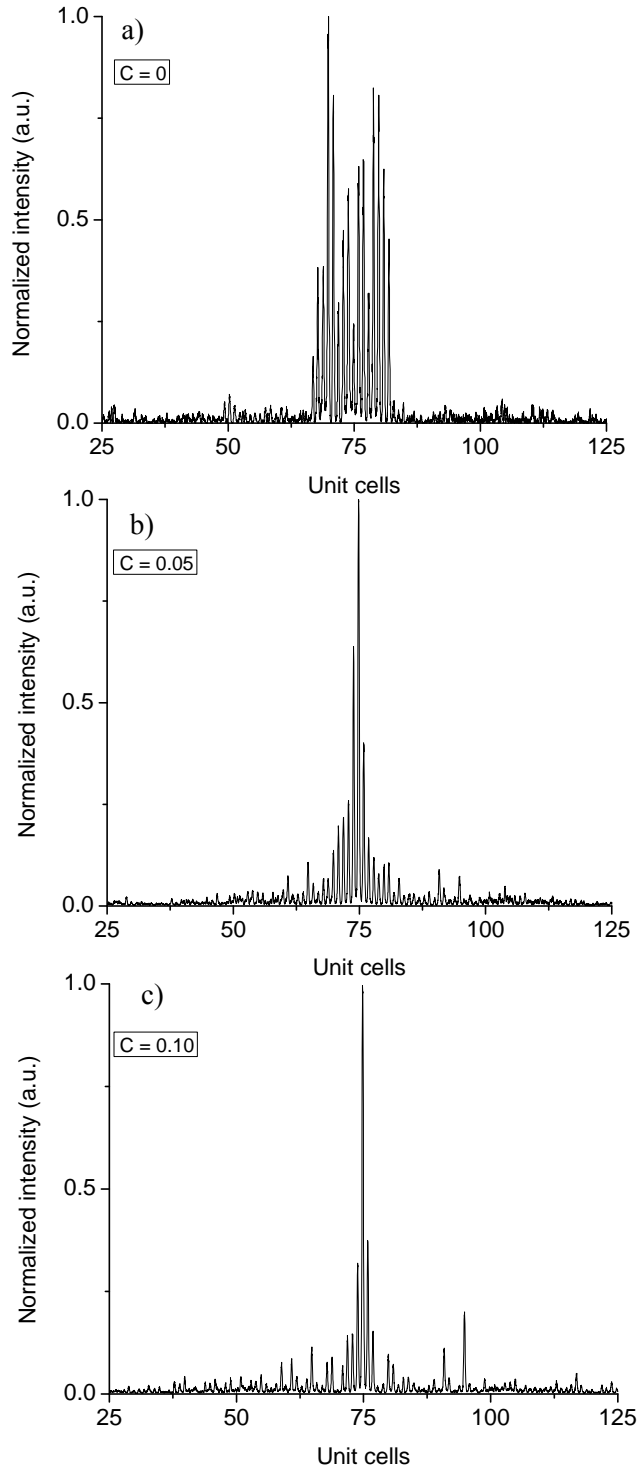 a)
C = 0
Normalized intensity (a.u.)
1.0
0.5
0.0
25 50 75 100 125
Unit cells
b)
C = 0.05
Normalized intensity (a.u.)
1.0
0.5
0.0
25 50 75 100 125
Unit cells
c)
C = 0.10
Normalized intensity (a.u.)
1.0
0.5
0.0
25 50 75 100 125
Unit cells